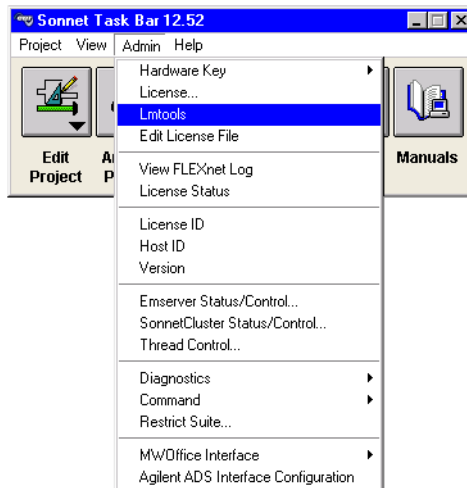 Sonnet Task Bar 12.52
Project View Admin Help
Hardware Key
License...
Lmtools
Edit License File
View FLEXnet Log
License Status
License ID
Host ID
Version
Emserver Status/Control...
SonnetCluster Status/Control...
Thread Control...
Diagnostics
Command
Restrict Suite...
MWOffice Interface
Agilent ADS Interface Configuration
Edit
Project
Manuals